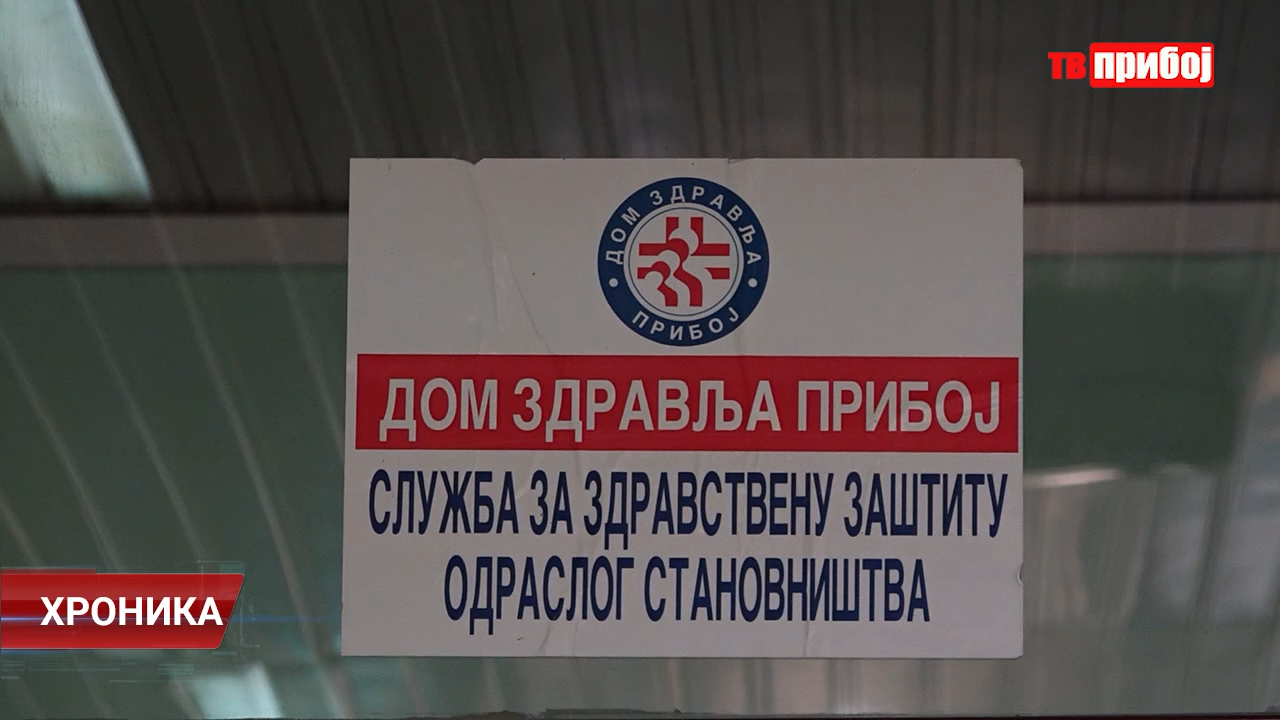 ТВ прибој
ДОМ ЗДРАВЉА
ПРИБОЈ
ДОМ ЗДРАВЉА ПРИБОЈ
СЛУЖБА ЗА ЗДРАВСТВЕНУ ЗАШТИТУ
ОДРАСЛОГ СТАНОВНИШТВА
ХРОНИКА